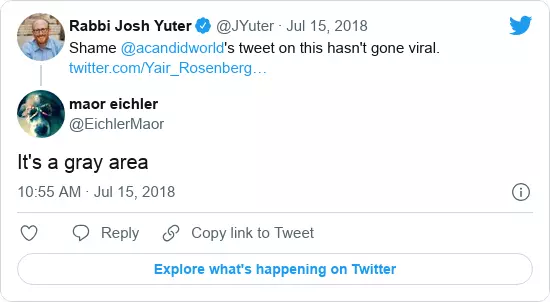 Rabbi Josh Yuter @JYuter · Jul 15, 2018
Shame @acandidworld's tweet on this hasn't gone viral.
twitter.com/Yair_Rosenberg…
maor eichler
@EichlerMaor
It's a gray area
10:55 AM · Jul 15, 2018
Reply Copy link to Tweet
Explore what's happening on Twitter